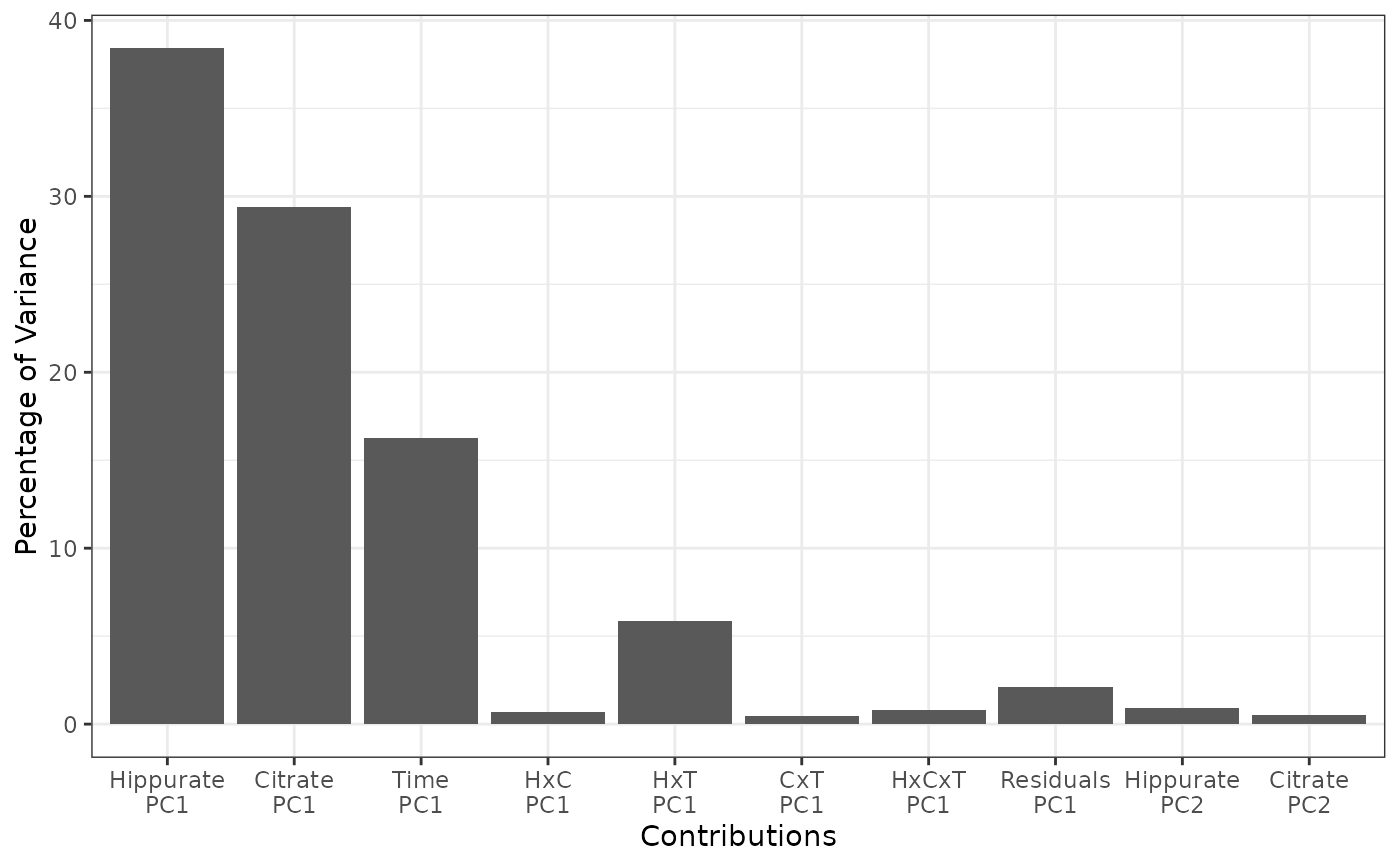 Percentage of Variance
40
30
20
10
0
Hippurate Citrate Time HxC HxT CxT HxCxT Residuals Hippurate Citrate
PC1 PC1 PC1 PC1 PC1 PC1 PC1 PC1 PC2 PC2
Contributions